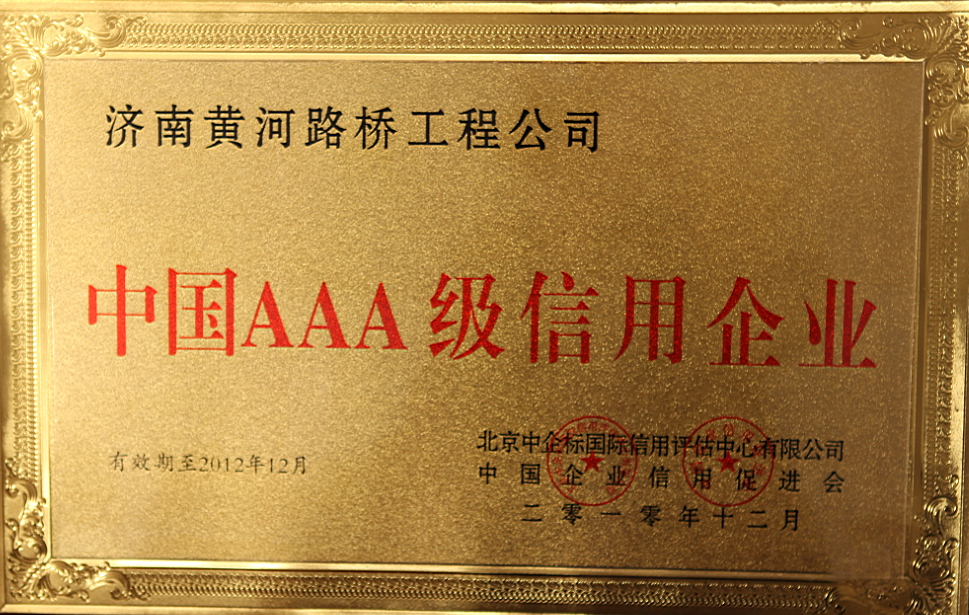 济南黄河路桥工程公司
中国AAA级信用企业
有效期至2012年12月
北京中企标国际信用评估中心有限公司
中国企业信用促进会
二零一零年十二月